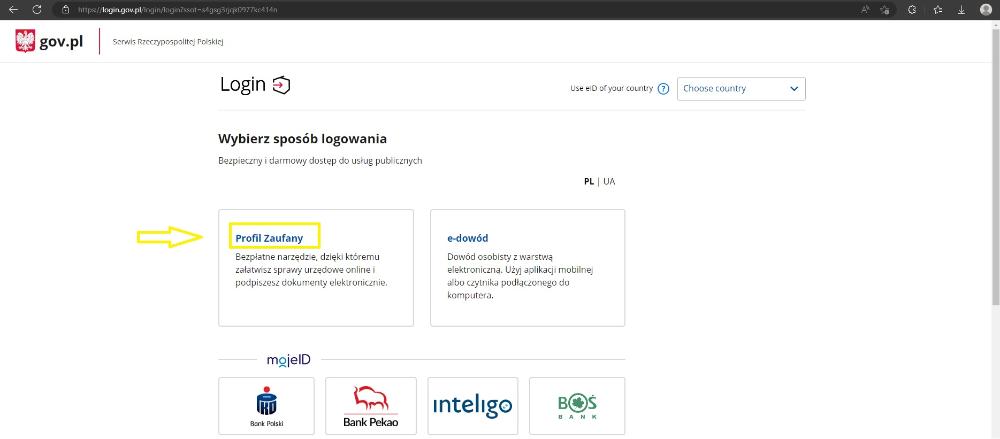 https://login.gov.pl/login/login?ssot=s4gsg3rjqk0977kc414n
gov.pl
Serwis Rzeczypospolitej Polskiej
Login
Use eID of your country ?
Choose country
Wybierz sposób logowania
Bezpieczny i darmowy dostęp do usług publicznych
PL | UA
Profil Zaufany
Bezpłatne narzędzie, dzięki któremu
załatwisz sprawy urzędowe online i
podpiszesz dokumenty elektronicznie.
e-dowód
Dowód osobisty z warstwą
elektroniczną. Użyj aplikacji mobilnej
albo czytnika podłączonego do
komputera.
mojeID
PKO
Bank Polski
Bank Pekao
inteligo
BOŚ
BANK